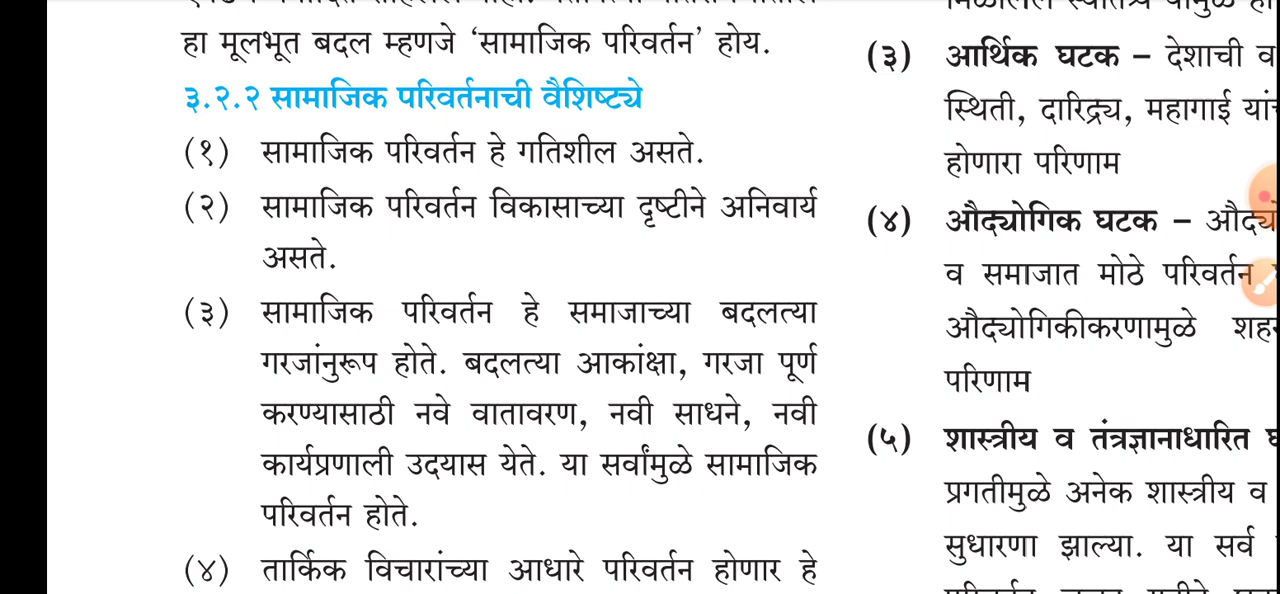 हा मूलभूत बदल म्हणजे ‘सामाजिक परिवर्तन’ होय.
३.२.२ सामाजिक परिवर्तनाची वैशिष्ट्ये
(१) सामाजिक परिवर्तन हे गतिशील असते.
(२) सामाजिक परिवर्तन विकासाच्या दृष्टीने अनिवार्य
असते.
(३) सामाजिक परिवर्तन हे समाजाच्या बदलत्या
गरजांनुरूप होते. बदलत्या आकांक्षा, गरजा पूर्ण
करण्यासाठी नवे वातावरण, नवी साधने, नवी
कार्यप्रणाली उदयास येते. या सर्वांमुळे सामाजिक
परिवर्तन होते.
(४) तार्किक विचारांच्या आधारे परिवर्तन होणार हे
(३) आर्थिक घटक – देशाची व
स्थिती, दारिद्र्य, महागाई
होणारा परिणाम
(४) औद्योगिक घटक –
व समाजात मोठे परिवर्तन
औद्योगिकीकरणामुळे
परिणाम
(५) शास्त्रीय व तंत्रज्ञानाधारित
प्रगतीमुळे अनेक शास्त्रीय व
सुधारणा झाल्या. या सर्व